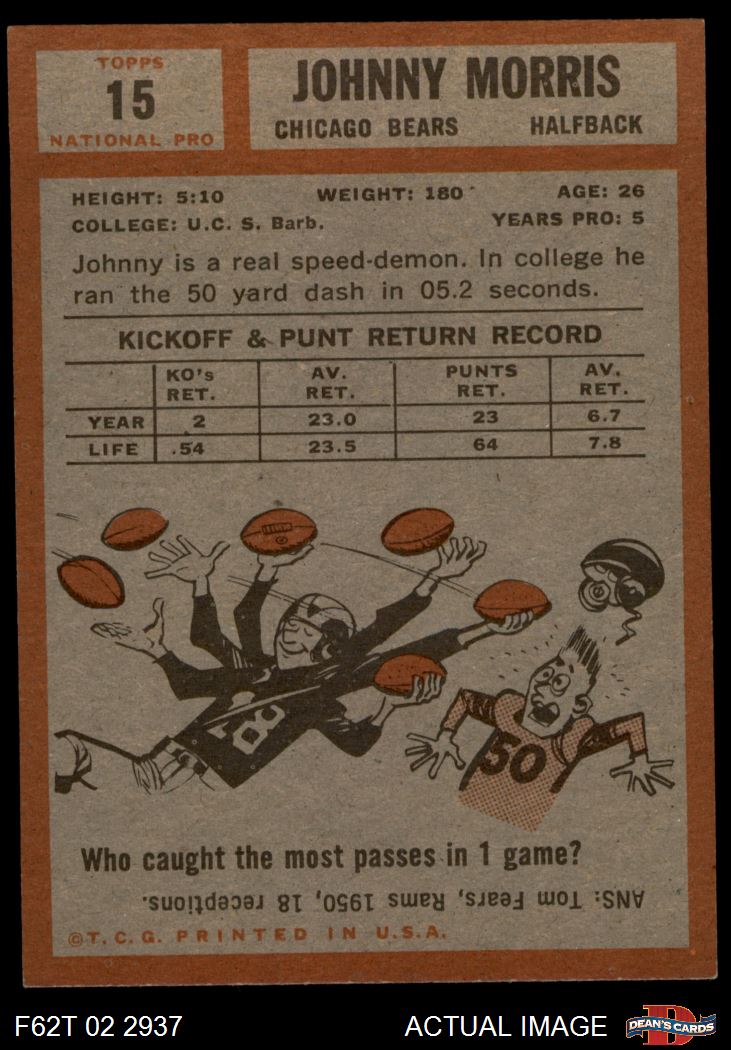 TOPPS
15
NATIONAL PRO
JOHNNY MORRIS
CHICAGO BEARS HALFBACK
HEIGHT: 5:10 WEIGHT: 180 AGE: 26
COLLEGE: U.C. S. Barb. YEARS PRO: 5
Johnny is a real speed-demon. In college he
ran the 50 yard dash in 05.2 seconds.
KICKOFF & PUNT RETURN RECORD
KO's RET. AV. RET. PUNTS RET. AV. RET.
YEAR 2 23.0 23 6.7
LIFE 54 23.5 64 7.8
50
Who caught the most passes in 1 game?
ANS: Tom Fears, Rams 1950, 18 receptions.
©T. C. G. PRINTED IN U.S.A.
F62T 02 2937 ACTUAL IMAGE D DEAN'S CARDS